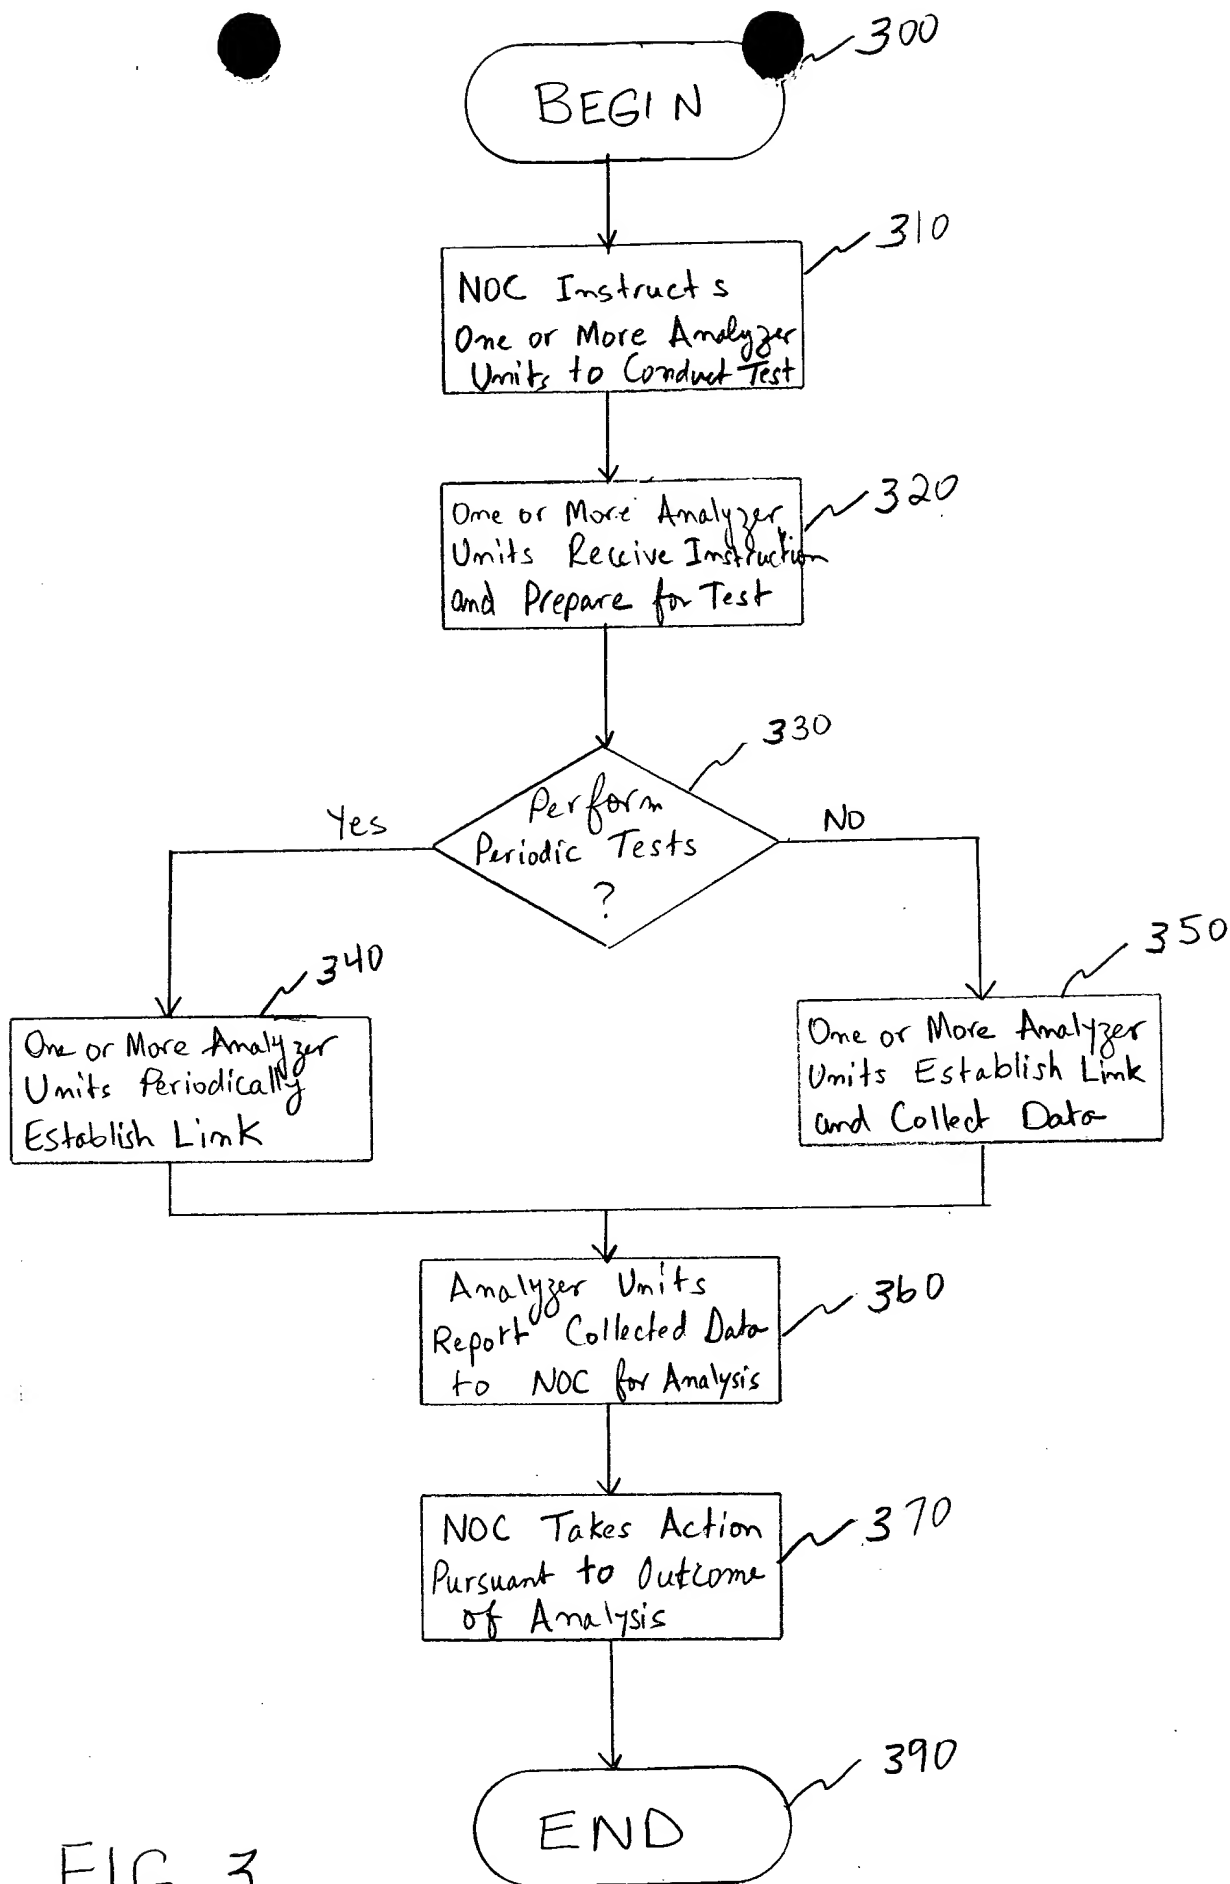 300
BEGIN
310
NOC Instructs
One or More Analyzer
Units to Conduct Test
320
One or More Analyzer
Units Receive Instruction
and Prepare for Test
330
Perform
Periodic Tests
?
Yes
NO
340
One or More Analyzer
Units Periodically
Establish Link
350
One or More Analyzer
Units Establish Link
and Collect Data
360
Analyzer Units
Report Collected Data
to NOC for Analysis
370
NOC Takes Action
Pursuant to Outcome
of Analysis
390
END
FIG 3